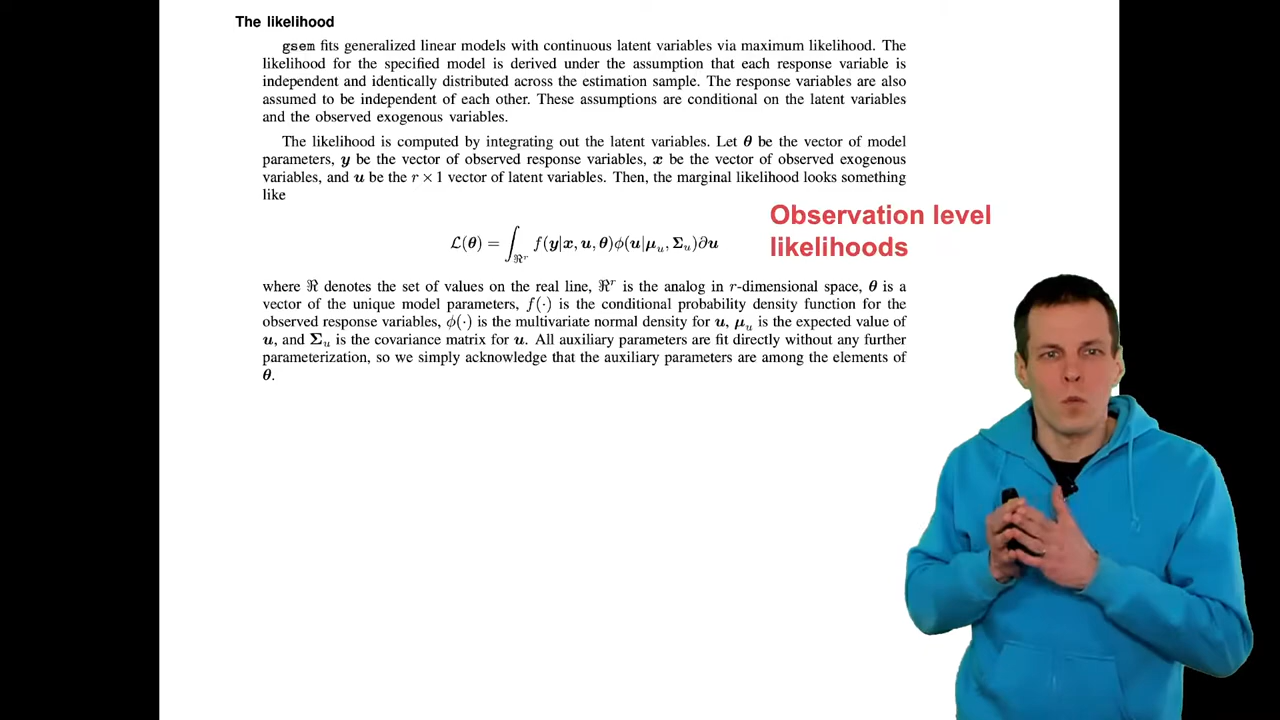 The likelihood
gsem fits generalized linear models with continuous latent variables via maximum likelihood. The
likelihood for the specified model is derived under the assumption that each response variable is
independent and identically distributed across the estimation sample. The response variables are also
assumed to be independent of each other. These assumptions are conditional on the latent variables
and the observed exogenous variables.
The likelihood is computed by integrating out the latent variables. Let θ be the vector of model
parameters, y be the vector of observed response variables, x be the vector of observed exogenous
variables, and u be the r × 1 vector of latent variables. Then, the marginal likelihood looks something
like
Observation level
likelihoods
ℒ(θ) = ∫_{ℜ^r} f(y|x, u, θ)ϕ(u|μ_u, Σ_u)∂u
where ℜ denotes the set of values on the real line, ℜ^r is the analog in r-dimensional space, θ is a
vector of the unique model parameters, f(·) is the conditional probability density function for the
observed response variables, ϕ(·) is the multivariate normal density for u, μ_u is the expected value of
u, and Σ_u is the covariance matrix for u. All auxiliary parameters are fit directly without any further
parameterization, so we simply acknowledge that the auxiliary parameters are among the elements of
θ.